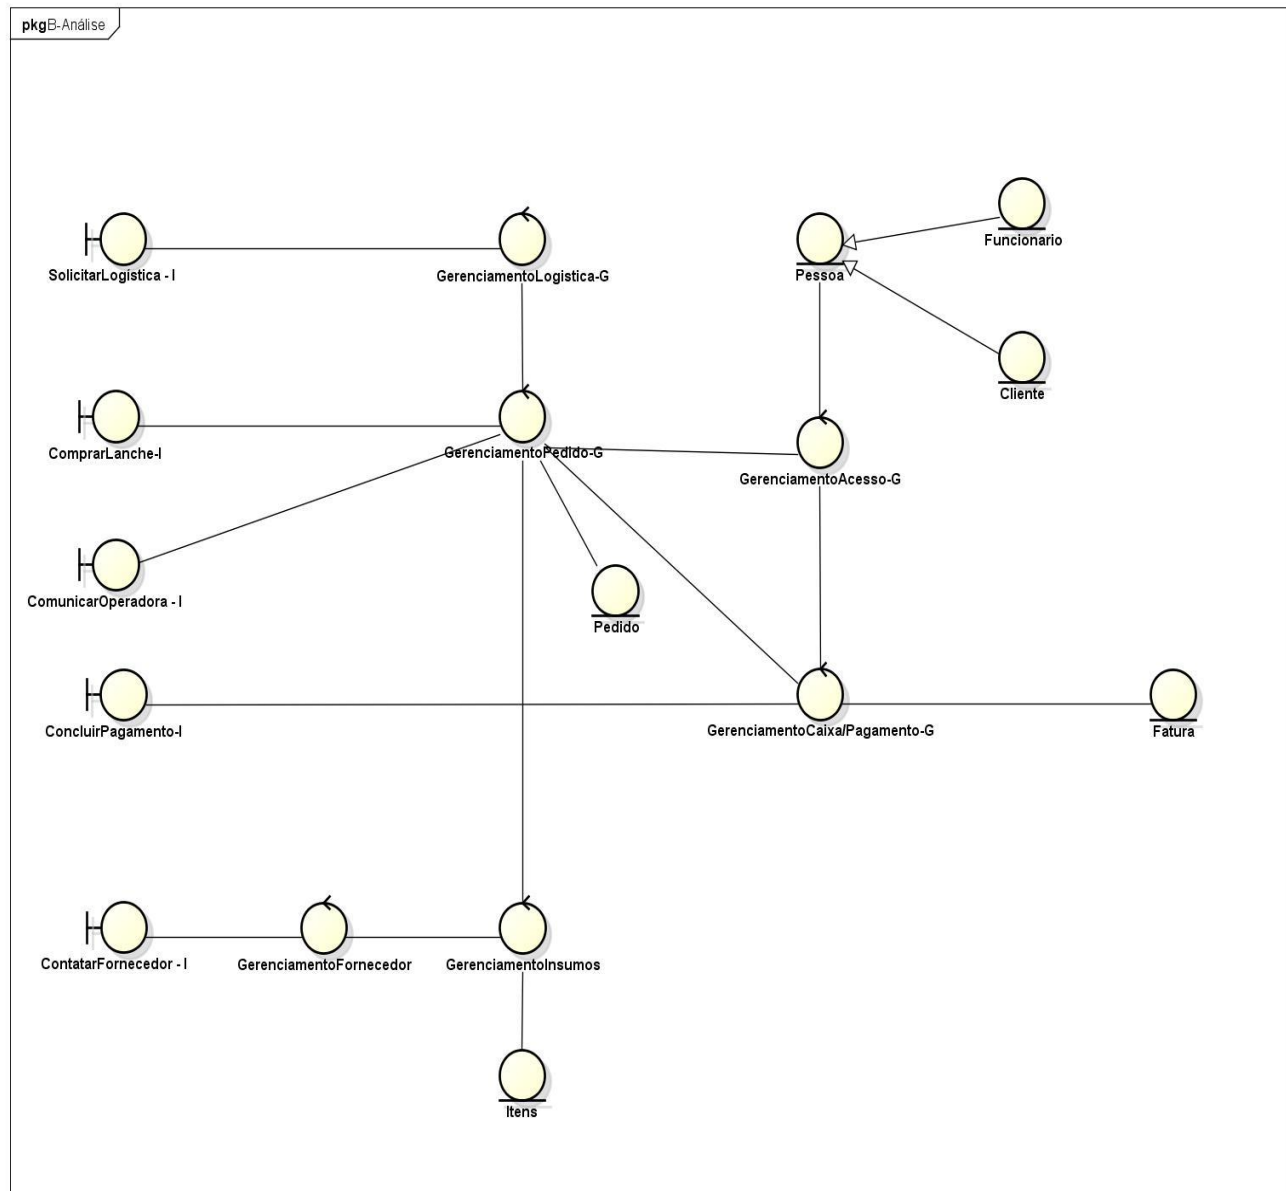 pkgB-Análise
Funcionario
SolicitarLogística - I
GerenciamentoLogistica-G
Pessoa
Cliente
ComprarLanche-I
GerenciamentoPedido-G
GerenciamentoAcesso-G
ComunicarOperadora - I
Pedido
ConcluirPagamento-I
GerenciamentoCaixa/Pagamento-G
Fatura
ContatarFornecedor - I
GerenciamentoFornecedor
GerenciamentoInsumos
Itens